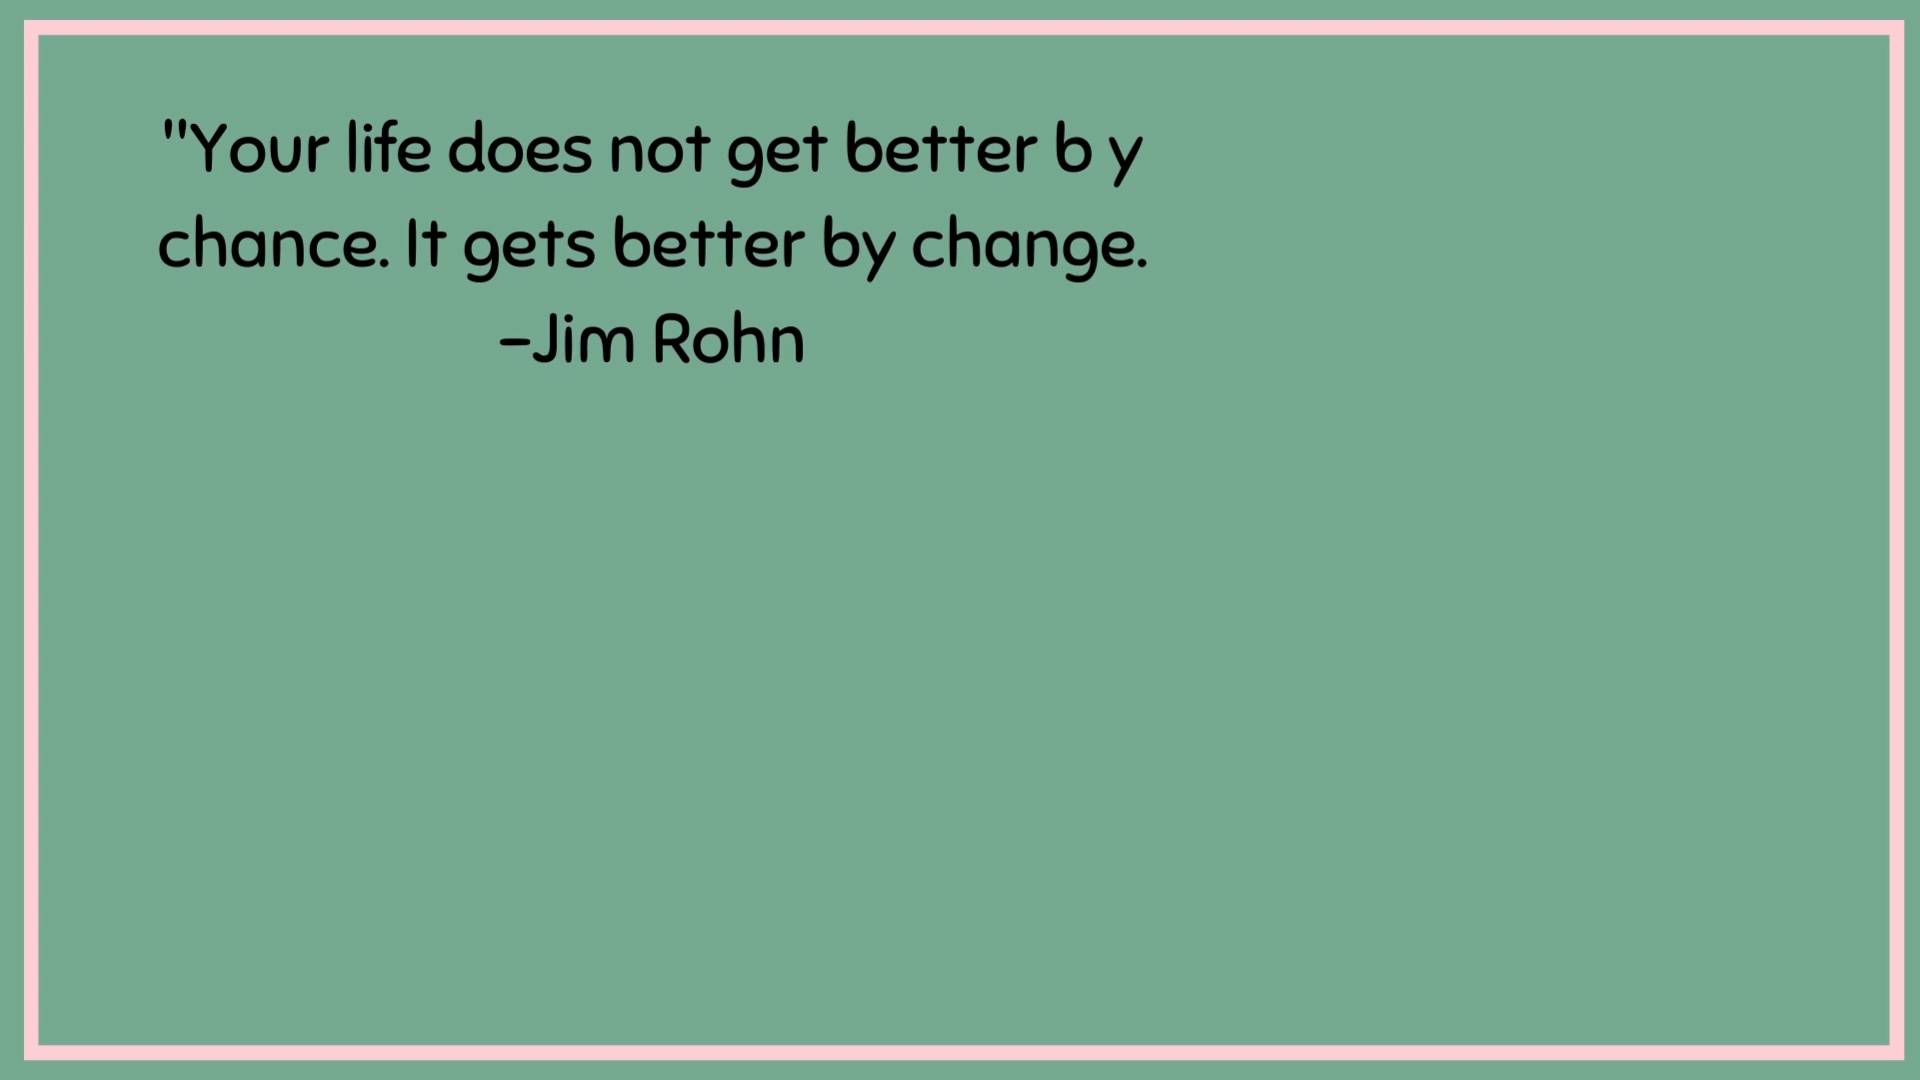 "Your life does not get better b y
chance. It gets better by change.
-Jim Rohn